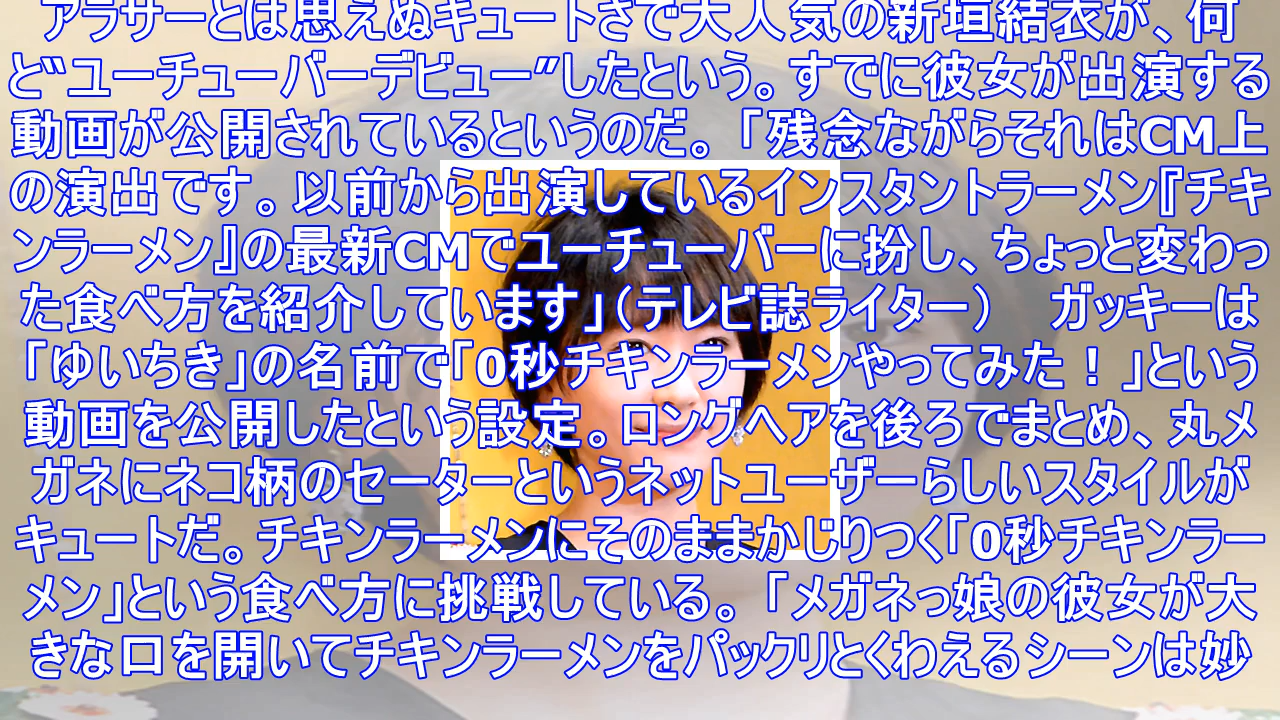 アラサーとは思えぬキュートさで大人気の新垣結衣が、何
と“ユーチューバーデビュー”したという。すでに彼女が出演する
動画が公開されているというのだ。「残念ながらそれはCM上
の演出です。以前から出演しているインスタントラーメン『チキ
ンラーメン』の最新CMでユーチューバーに扮し、ちょっと変わっ
た食べ方を紹介しています」（テレビ誌ライター）　ガッキーは
「ゆいちき」の名前で「0秒チキンラーメンやってみた！」という
動画を公開したという設定。ロングヘアを後ろでまとめ、丸メ
ガネにネコ柄のセーターというネットユーザーらしいスタイルが
キュートだ。チキンラーメンにそのままかじりつく「0秒チキンラー
メン」という食べ方に挑戦している。「メガネっ娘の彼女が大
きな口を開いてチキンラーメンをパックリとくわえるシーンは妙